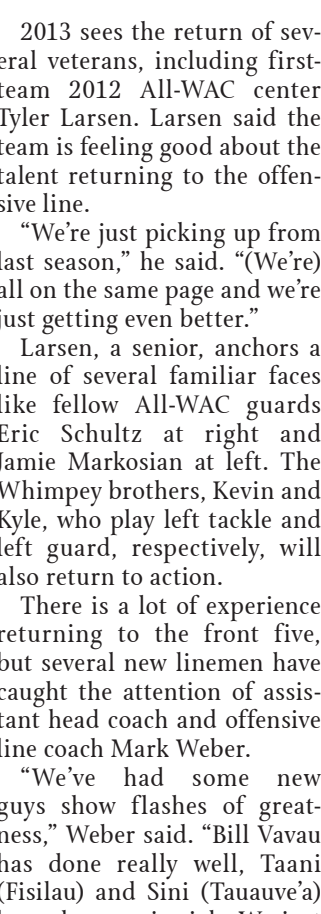 2013 sees the return of sev-
eral veterans, including first-
team 2012 All-WAC center
Tyler Larsen. Larsen said the
team is feeling good about the
talent returning to the offen-
sive line.
“We’re just picking up from
last season,” he said. “(We’re)
all on the same page and we’re
just getting even better.”
Larsen, a senior, anchors a
line of several familiar faces
like fellow All-WAC guards
Eric Schultz at right and
Jamie Markosian at left. The
Whimpey brothers, Kevin and
Kyle, who play left tackle and
left guard, respectively, will
also return to action.
There is a lot of experience
returning to the front five,
but several new linemen have
caught the attention of assis-
tant head coach and offensive
line coach Mark Weber.
“We’ve had some new
guys show flashes of great-
ness,” Weber said. “Bill Vavau
has done really well, Taani
(Fisilau) and Sini (Tauauve’a)